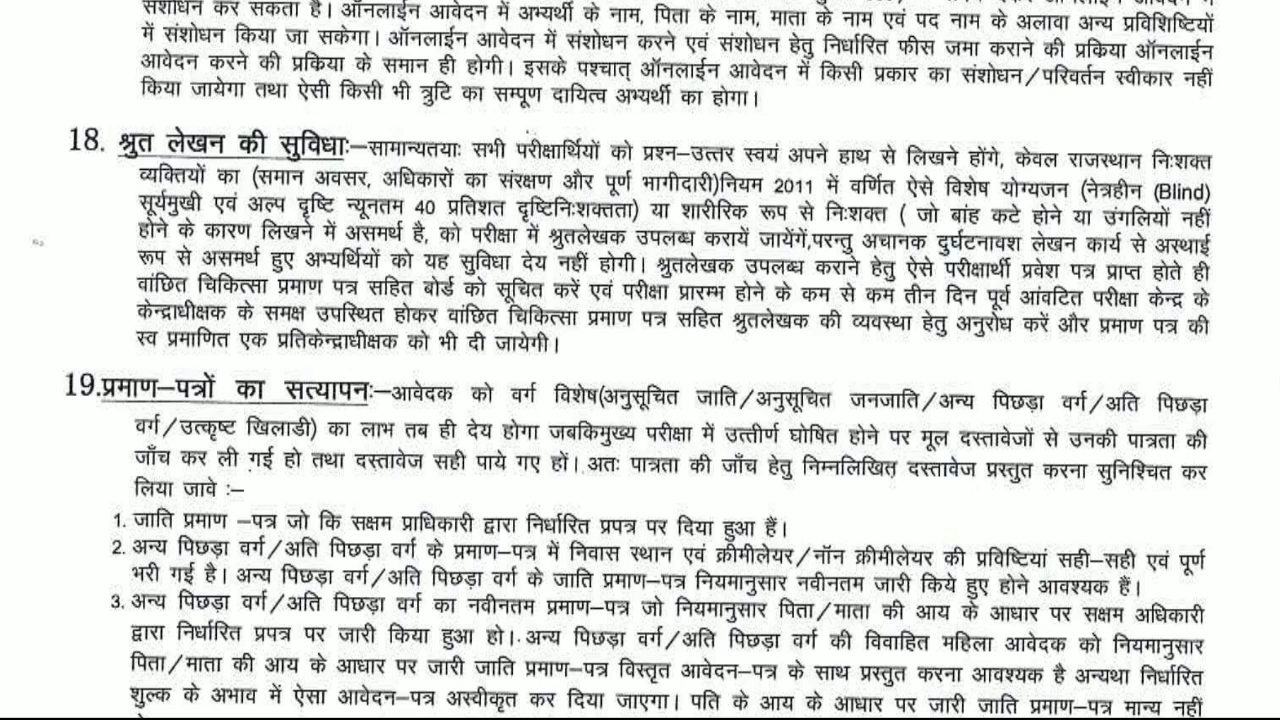 संशोधन कर सकता है। ऑनलाईन आवेदन में अभ्यर्थी के नाम, पिता के नाम, माता के नाम एवं पद नाम के अलावा अन्य प्रविशिष्टियों
में संशोधन किया जा सकेगा। ऑनलाईन आवेदन में संशोधन करने एवं संशोधन हेतु निर्धारित फीस जमा कराने की प्रकिया ऑनलाईन
आवेदन करने की प्रकिया के समान ही होगी। इसके पश्चात् ऑनलाईन आवेदन में किसी प्रकार का संशोधन/परिवर्तन स्वीकार नहीं
किया जायेगा तथा ऐसी किसी भी त्रुटि का सम्पूण दायित्व अभ्यर्थी का होगा।
18. श्रुत लेखन की सुविधाः–सामान्यतयाः सभी परीक्षार्थियों को प्रश्न–उत्तर स्वयं अपने हाथ से लिखने होंगे, केवल राजस्थान निःशक्त
व्यक्तियों का (समान अवसर, अधिकारों का संरक्षण और पूर्ण भागीदारी)नियम 2011 में वर्णित ऐसे विशेष योग्यजन (नेत्रहीन (Blind)
सूर्यमुखी एवं अल्प दृष्टि न्यूनतम 40 प्रतिशत दृष्टिनिःशक्तता) या शारीरिक रूप से निःशक्त ( जो बांह कटे होने या उंगलियों नहीं
होने के कारण लिखने में असमर्थ है, को परीक्षा में श्रुतलेखक उपलब्ध करायें जायेंगें,परन्तु अचानक दुर्घटनावश लेखन कार्य से अस्थाई
रूप से असमर्थ हुए अभ्यर्थियों को यह सुविधा देय नहीं होगी। श्रुतलेखक उपलब्ध कराने हेतु ऐसे परीक्षार्थी प्रवेश पत्र प्राप्त होते ही
वांछित चिकित्सा प्रमाण पत्र सहित बोर्ड को सूचित करें एवं परीक्षा प्रारम्भ होने के कम से कम तीन दिन पूर्व आंवटित परीक्षा केन्द्र के
केन्द्राधीक्षक के समक्ष उपस्थित होकर वांछित चिकित्सा प्रमाण पत्र सहित श्रुतलेखक की व्यवस्था हेतु अनुरोध करें और प्रमाण पत्र की
स्व प्रमाणित एक प्रतिकेन्द्राधीक्षक को भी दी जायेगी।
19.प्रमाण–पत्रों का सत्यापनः–आवेदक को वर्ग विशेष(अनुसूचित जाति/अनुसूचित जनजाति/अन्य पिछड़ा वर्ग/अति पिछड़ा
वर्ग/उत्कृष्ट खिलाडी) का लाभ तब ही देय होगा जबकिमुख्य परीक्षा में उत्तीर्ण घोषित होने पर मूल दस्तावेजों से उनकी पात्रता की
जाँच कर ली गई हो तथा दस्तावेज सही पाये गए हों। अतः पात्रता की जाँच हेतु निम्नलिखित दस्तावेज प्रस्तुत करना सुनिश्चित कर
लिया जावे :–
1. जाति प्रमाण –पत्र जो कि सक्षम प्राधिकारी द्वारा निर्धारित प्रपत्र पर दिया हुआ हैं।
2. अन्य पिछड़ा वर्ग/अति पिछड़ा वर्ग के प्रमाण–पत्र में निवास स्थान एवं क्रीमीलेयर/नॉन क्रीमीलेयर की प्रविष्टियां सही–सही एवं पूर्ण
भरी गई है। अन्य पिछड़ा वर्ग/अति पिछड़ा वर्ग के जाति प्रमाण–पत्र नियमानुसार नवीनतम जारी किये हुए होने आवश्यक हैं।
3. अन्य पिछड़ा वर्ग/अति पिछड़ा वर्ग का नवीनतम प्रमाण–पत्र जो नियमानुसार पिता/माता की आय के आधार पर सक्षम अधिकारी
द्वारा निर्धारित प्रपत्र पर जारी किया हुआ हो। अन्य पिछड़ा वर्ग/अति पिछड़ा वर्ग की विवाहित महिला आवेदक को नियमानुसार
पिता/माता की आय के आधार पर जारी जाति प्रमाण–पत्र विस्तृत आवेदन–पत्र के साथ प्रस्तुत करना आवश्यक है अन्यथा निर्धारित
शुल्क के अभाव में ऐसा आवेदन–पत्र अस्वीकृत कर दिया जाएगा। पति के आय के आधार पर जारी जाति प्रमाण–पत्र मान्य नहीं